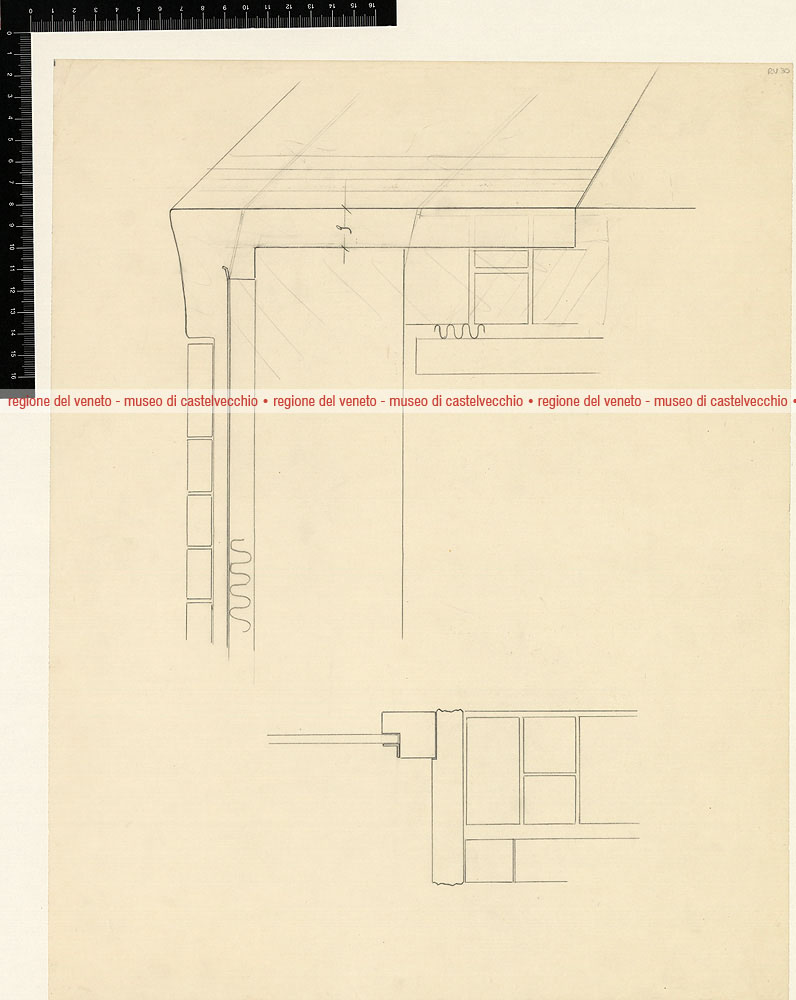 0 1 2 3 4 5 6 7 8 9 10 11 12 13 14 15 16
0 1 2 3 4 5 6 7 8 9 10 11 12 13 14 15 16
R.V 30
regione del veneto - museo di castelvecchio • regione del veneto - museo di castelvecchio • regione del veneto - museo di castelvecchio •